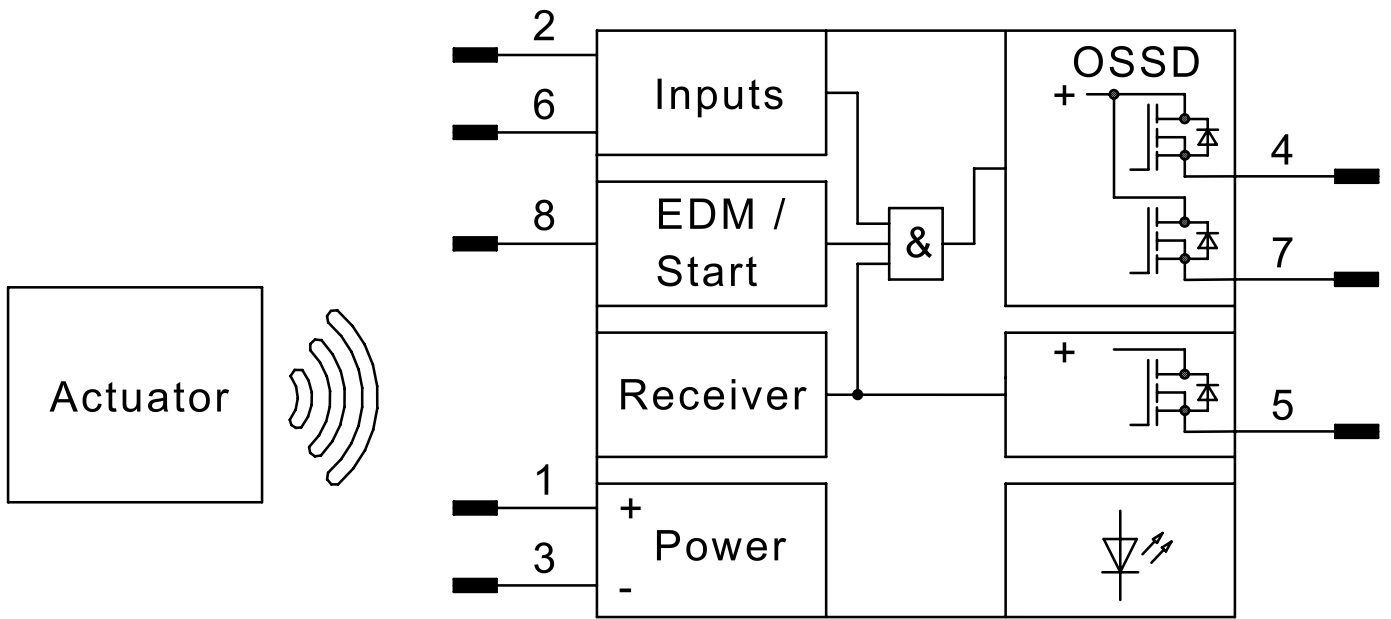 2
Inputs
OSSD
+
6
4
8
EDM /
Start
&
7
Actuator
Receiver
+
5
1
+
Power
3
-